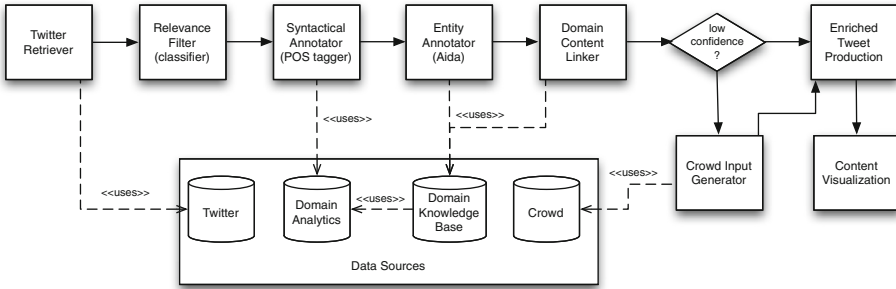 Twitter
Retriever
Relevance
Filter
(classifier)
Syntactical
Annotator
(POS tagger)
Entity
Annotator
(Aida)
Domain
Content
Linker
low
confidence
?
Enriched
Tweet
Production
<<uses>>
<<uses>>
<<uses>>
<<uses>>
<<uses>>
Crowd Input
Generator
Content
Visualization
Twitter
Domain
Analytics
Domain
Knowledge
Base
Crowd
Data Sources